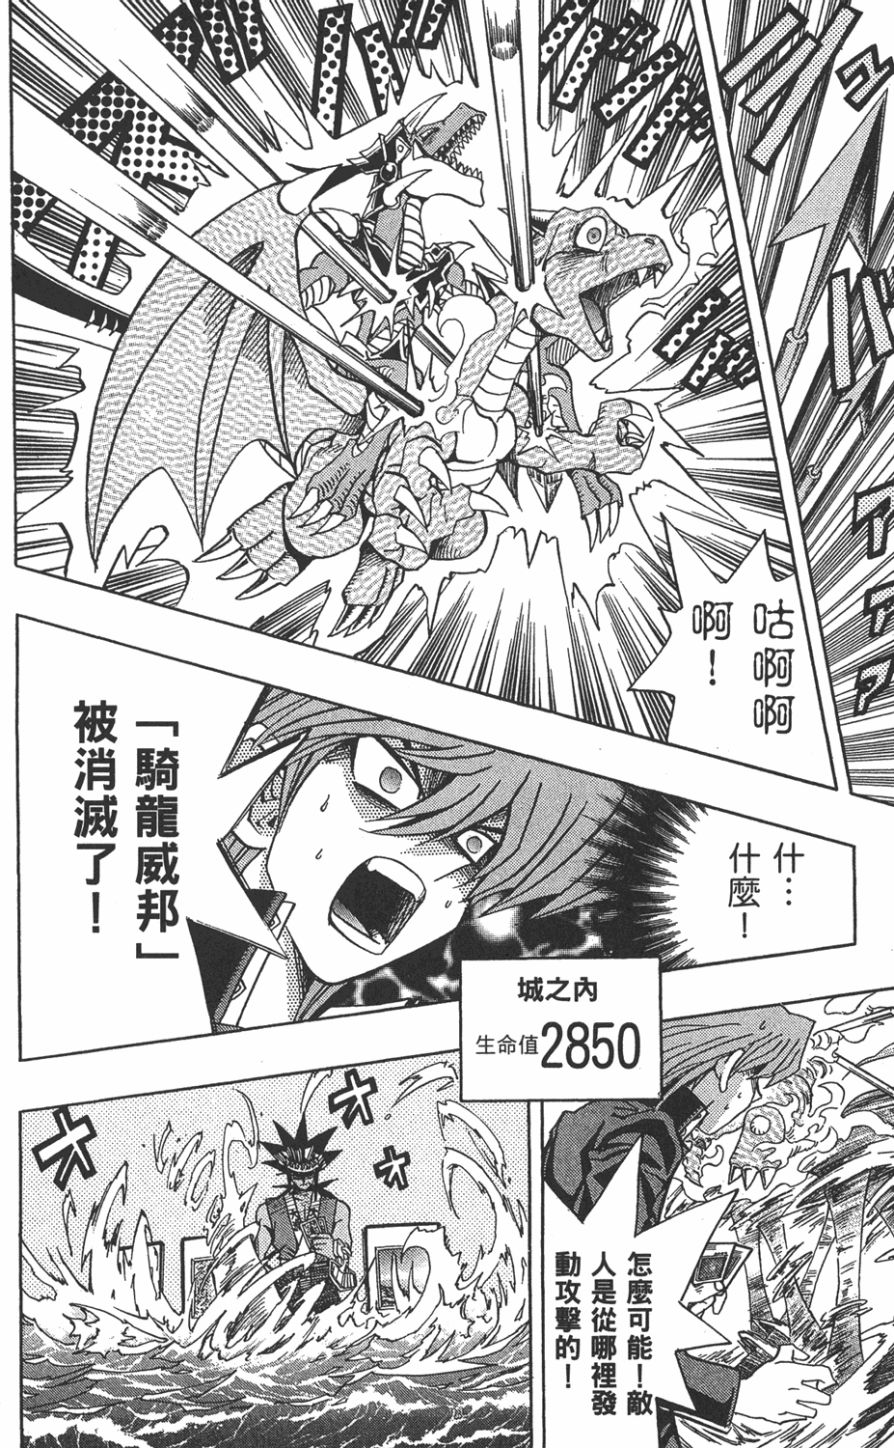 咕啊啊
啊！
什…
什麼！
「騎龍威邦」
被消滅了！
城之內
生命值2850
怎麼可能！敵
人是從哪裡發
動攻擊的！